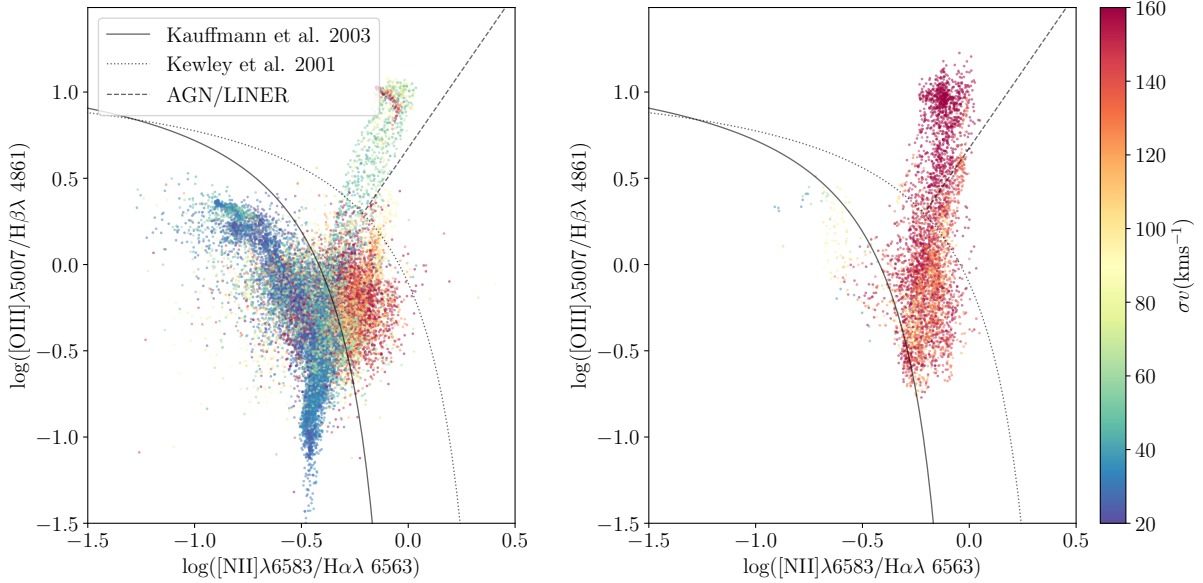 Kauffmann et al. 2003
Kewley et al. 2001
AGN/LINER
1.0
0.5
0.0
−0.5
−1.0
−1.5
−1.5 −1.0 −0.5 0.0 0.5
log([OIII]λ5007/Hβλ 4861)
log([NII]λ6583/Hαλ 6563)
1.0
0.5
0.0
−0.5
−1.0
−1.5
−1.5 −1.0 −0.5 0.0 0.5
log([OIII]λ5007/Hβλ 4861)
log([NII]λ6583/Hαλ 6563)
160
140
120
100
80
60
40
20
σv(kms⁻¹)